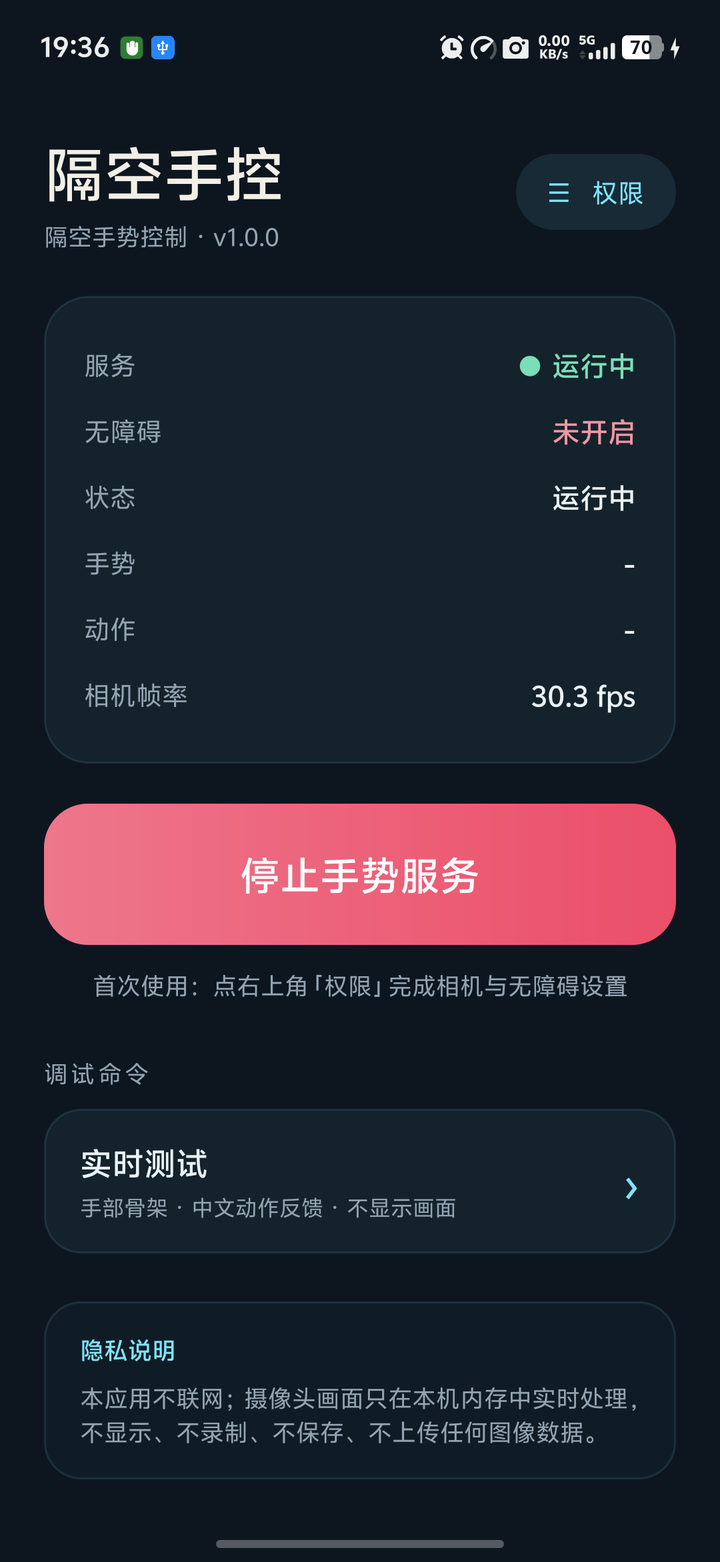 19:36
0.00 KB/s 5G 70
隔空手控
隔空手势控制 · v1.0.0
权限
服务 运行中
无障碍 未开启
状态 运行中
手势 -
动作 -
相机帧率 30.3 fps
停止手势服务
首次使用：点右上角「权限」完成相机与无障碍设置
调试命令
实时测试
手部骨架 · 中文动作反馈 · 不显示画面
隐私说明
本应用不联网；摄像头画面只在本机内存中实时处理，
不显示、不录制、不保存、不上传任何图像数据。